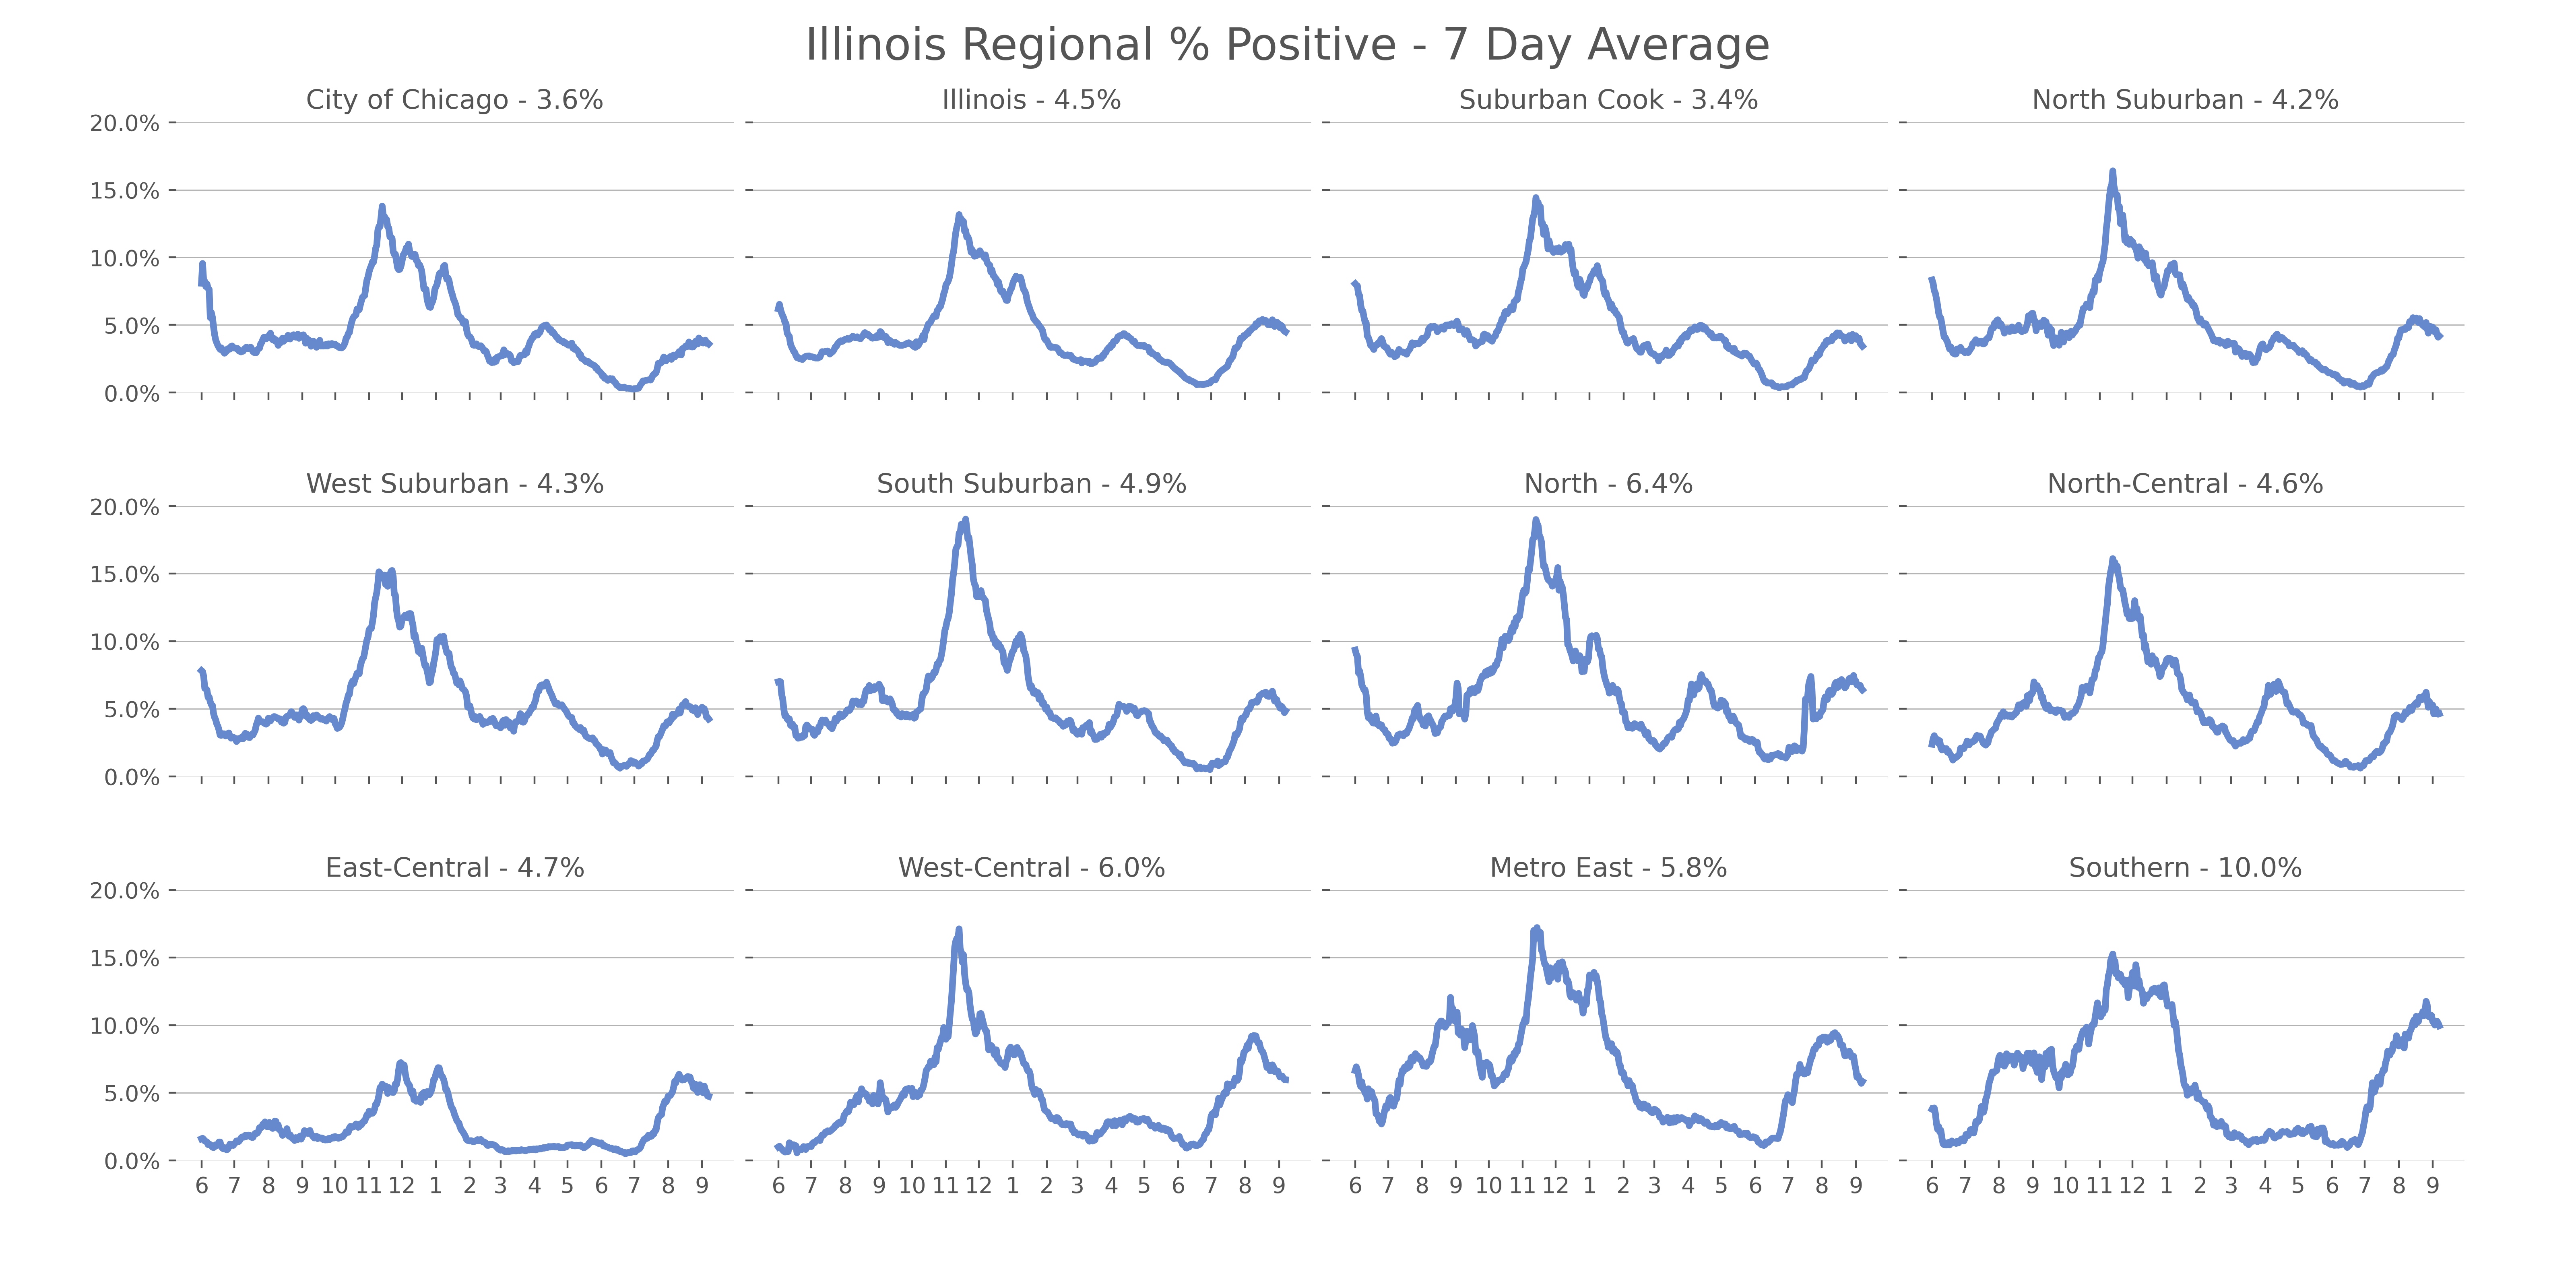 Illinois Regional % Positive - 7 Day Average
City of Chicago - 3.6%
Illinois - 4.5%
Suburban Cook - 3.4%
North Suburban - 4.2%
20.0%
15.0%
10.0%
5.0%
0.0%
West Suburban - 4.3%
South Suburban - 4.9%
North - 6.4%
North-Central - 4.6%
20.0%
15.0%
10.0%
5.0%
0.0%
East-Central - 4.7%
West-Central - 6.0%
Metro East - 5.8%
Southern - 10.0%
20.0%
15.0%
10.0%
5.0%
0.0%
6 7 8 9 10 11 12 1 2 3 4 5 6 7 8 9
6 7 8 9 10 11 12 1 2 3 4 5 6 7 8 9
6 7 8 9 10 11 12 1 2 3 4 5 6 7 8 9
6 7 8 9 10 11 12 1 2 3 4 5 6 7 8 9